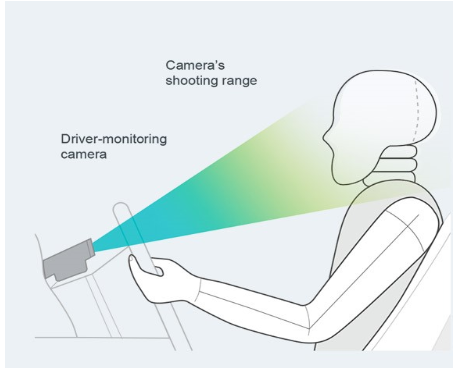 Camera's
shooting range
Driver-monitoring
camera